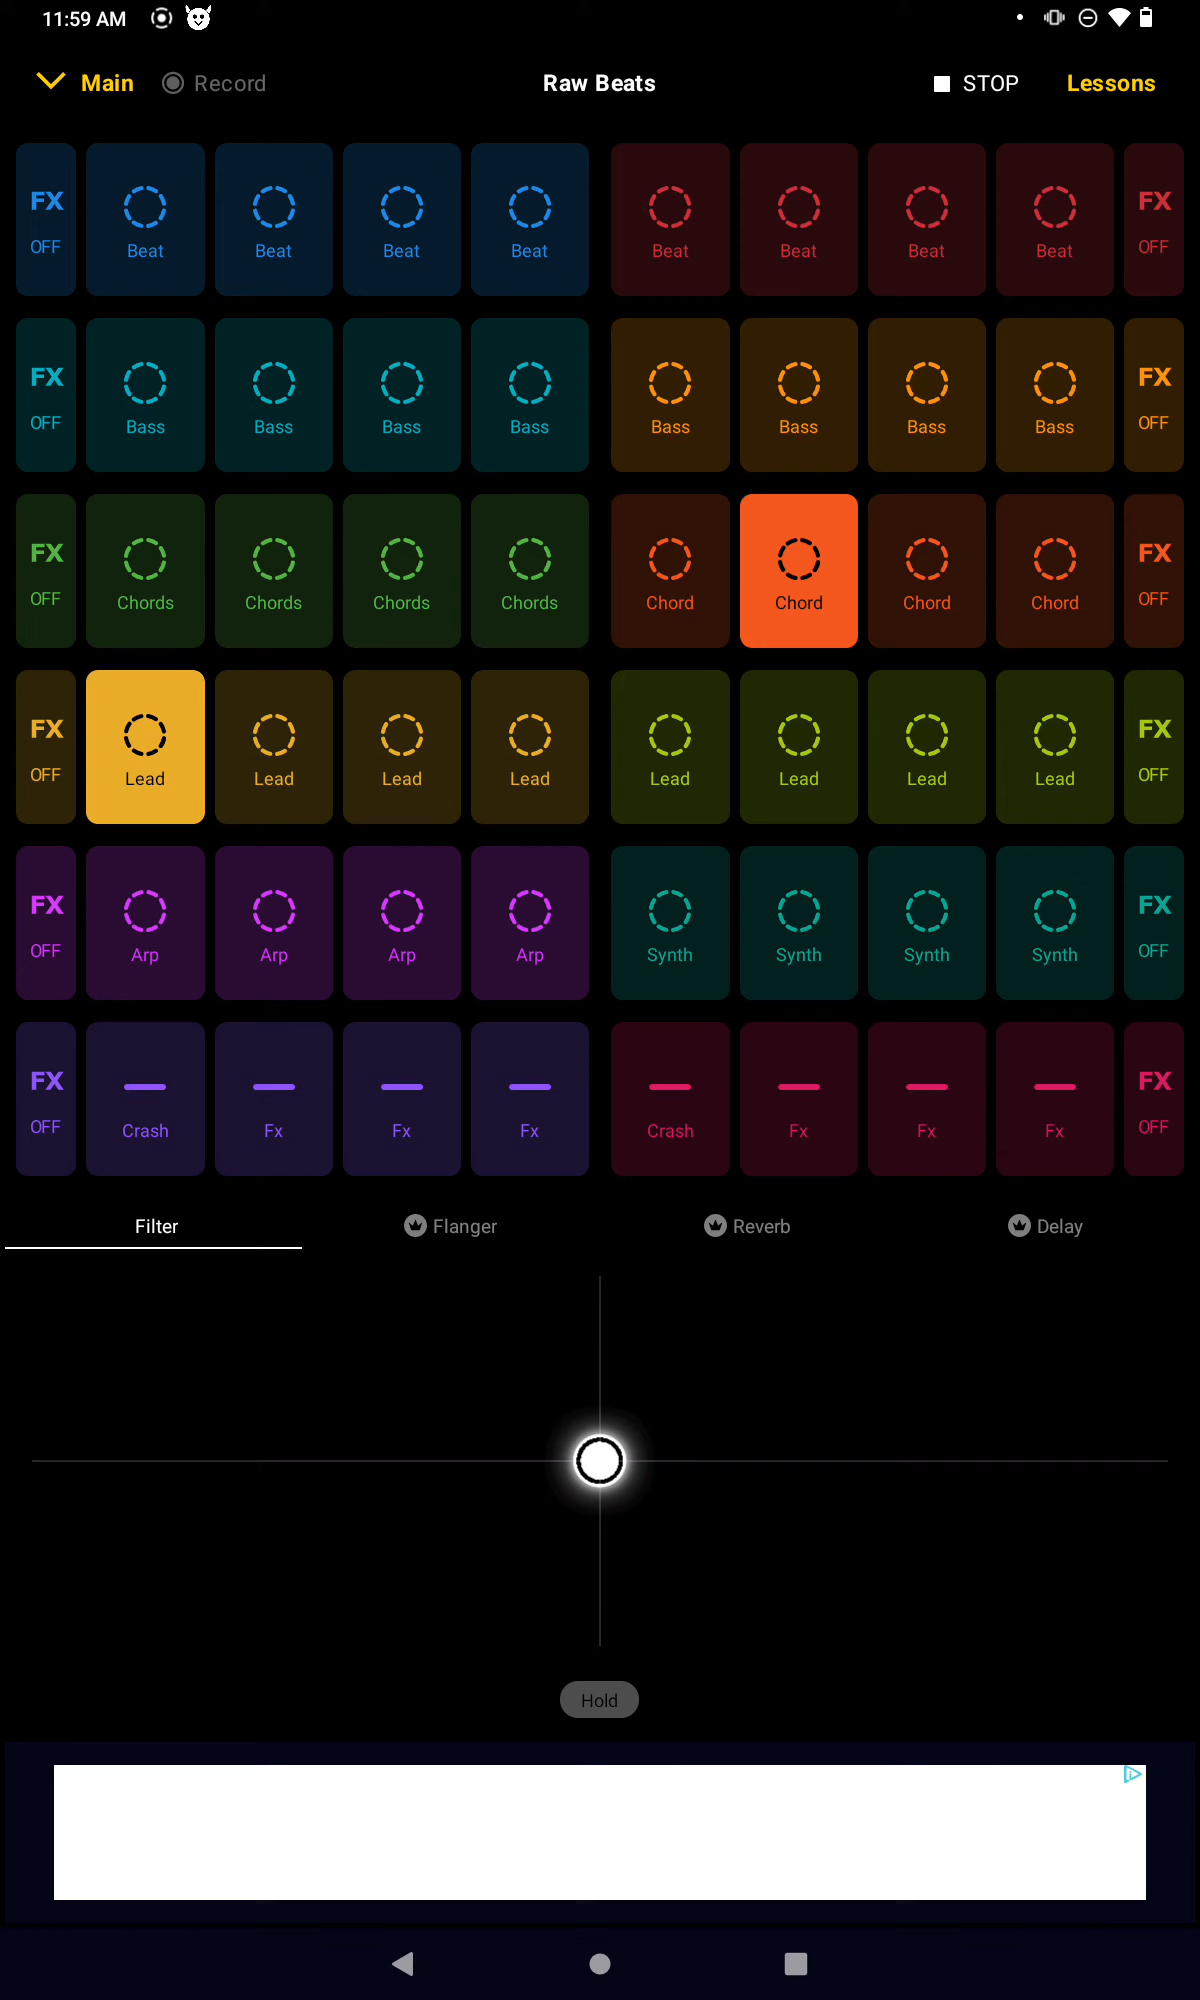 11:59 AM
Main Record Raw Beats STOP Lessons
FX Beat Beat Beat Beat Beat Beat Beat Beat FX
OFF OFF
FX Bass Bass Bass Bass Bass Bass Bass Bass FX
OFF OFF
FX Chords Chords Chords Chords Chord Chord Chord Chord FX
OFF OFF
FX Lead Lead Lead Lead Lead Lead Lead Lead FX
OFF OFF
FX Arp Arp Arp Arp Synth Synth Synth Synth FX
OFF OFF
FX Crash Fx Fx Fx Crash Fx Fx Fx FX
OFF OFF
Filter Flanger Reverb Delay
Hold